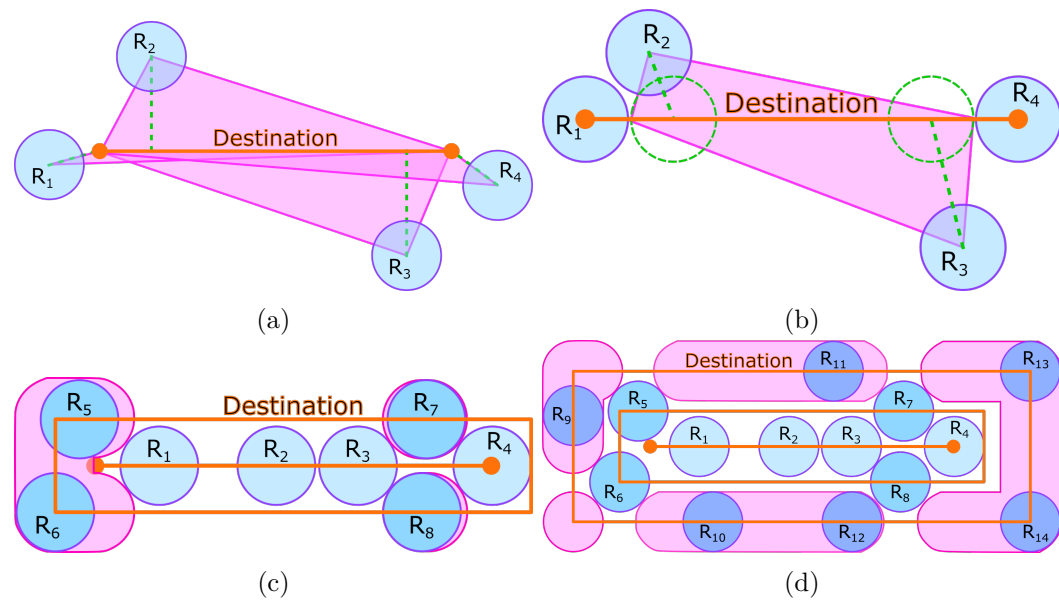 R2
Destination
R1
R4
R3
(a)
R2
Destination
R1
R4
R3
(b)
Destination
R5
R7
R1
R2
R3
R4
R6
R8
(c)
Destination
R11
R13
R9
R5
R7
R1
R2
R3
R4
R6
R8
R10
R12
R14
(d)